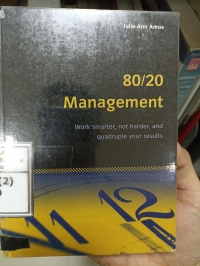 Julie-Ann Amos
80/20
Management
Work smarter, not harder, and
quadruple your results
(2)
11
12